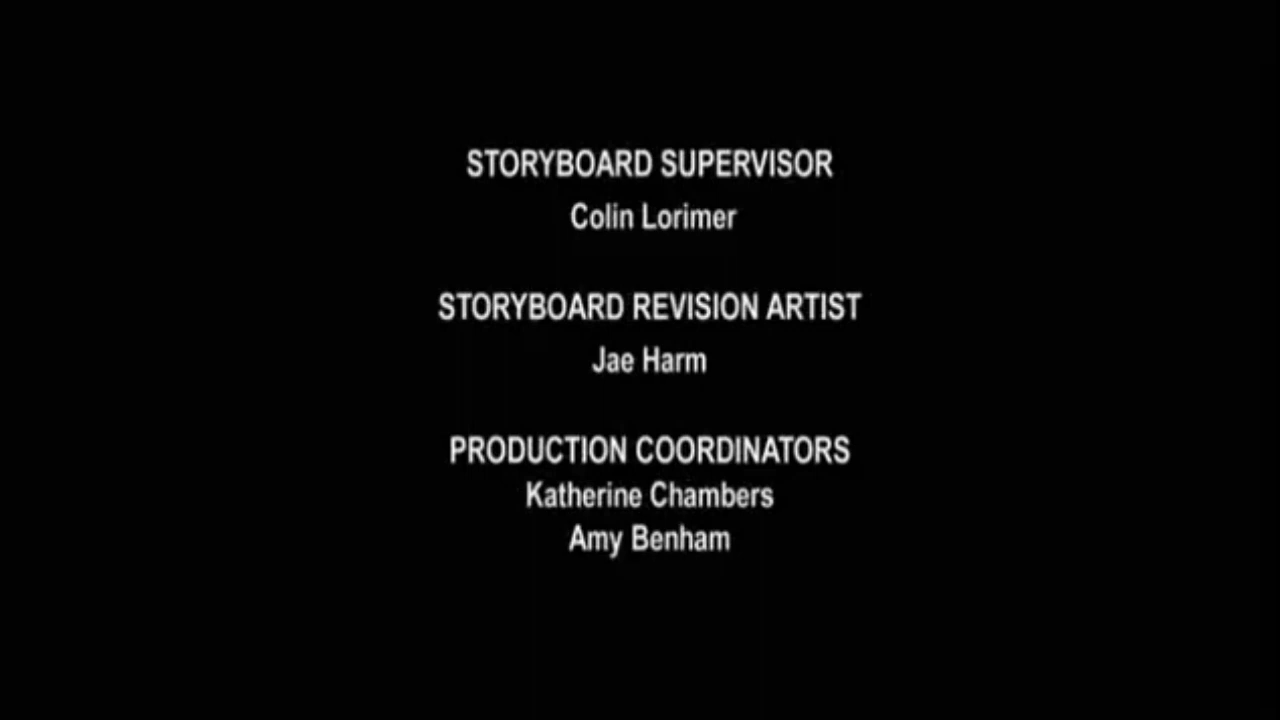 STORYBOARD SUPERVISOR
Colin Lorimer
STORYBOARD REVISION ARTIST
Jae Harm
PRODUCTION COORDINATORS
Katherine Chambers
Amy Benham